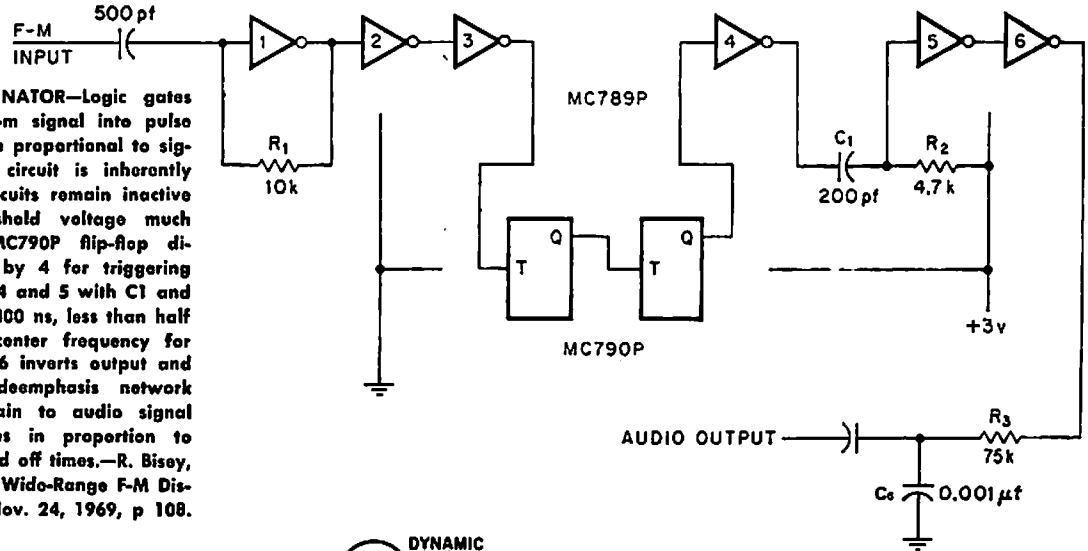 500 pf
F-M
INPUT
1
2
3
4
5
6
R1
10k
MC789P
C1
200 pf
R2
4.7 k
Q
T
Q
T
+3v
MC790P
NATOR—Logic gates
-m signal into pulse
proportional to sig-
circuit is inherently
cuits remain inactive
shold voltage much
MC790P flip-flop di-
by 4 for triggering
4 and 5 with C1 and
00 ns, less than half
center frequency for
6 inverts output and
deemphasis network
ain to audio signal
es in proportion to
d off times.—R. Bisey,
Wide-Range F-M Dis-
Nov. 24, 1969, p 108.
AUDIO OUTPUT
R3
75k
0.001 µf
DYNAMIC